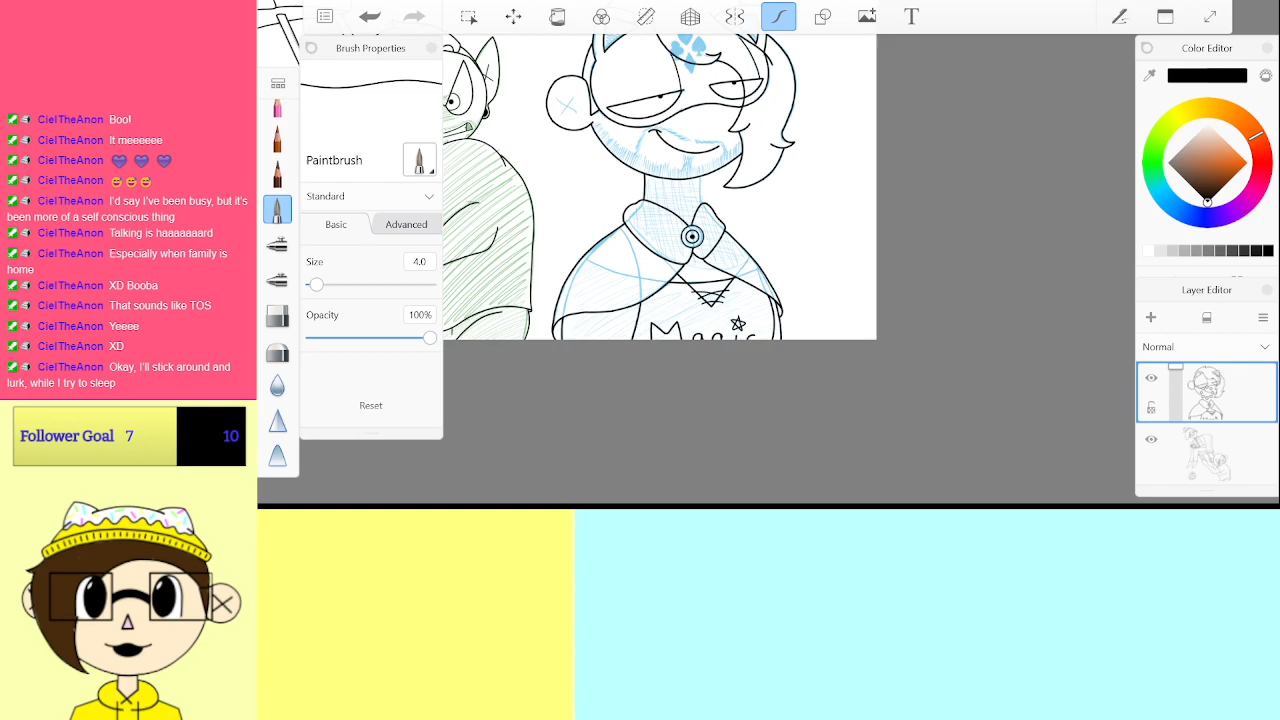 CielTheAnon Boo!
CielTheAnon It meeeeee
CielTheAnon
CielTheAnon
CielTheAnon I'd say I've been busy, but it's
been more of a self conscious thing
CielTheAnon Talking is haaaaaard
CielTheAnon Especially when family is
home
CielTheAnon XD Booba
CielTheAnon That sounds like TOS
CielTheAnon Yeeee
CielTheAnon XD
CielTheAnon Okay, I'll stick around and
lurk, while I try to sleep
Follower Goal 7 10
T
Brush Properties
Paintbrush
Standard
Basic Advanced
Size 4.0
Opacity 100%
Reset
Magic
Color Editor
Layer Editor
Normal